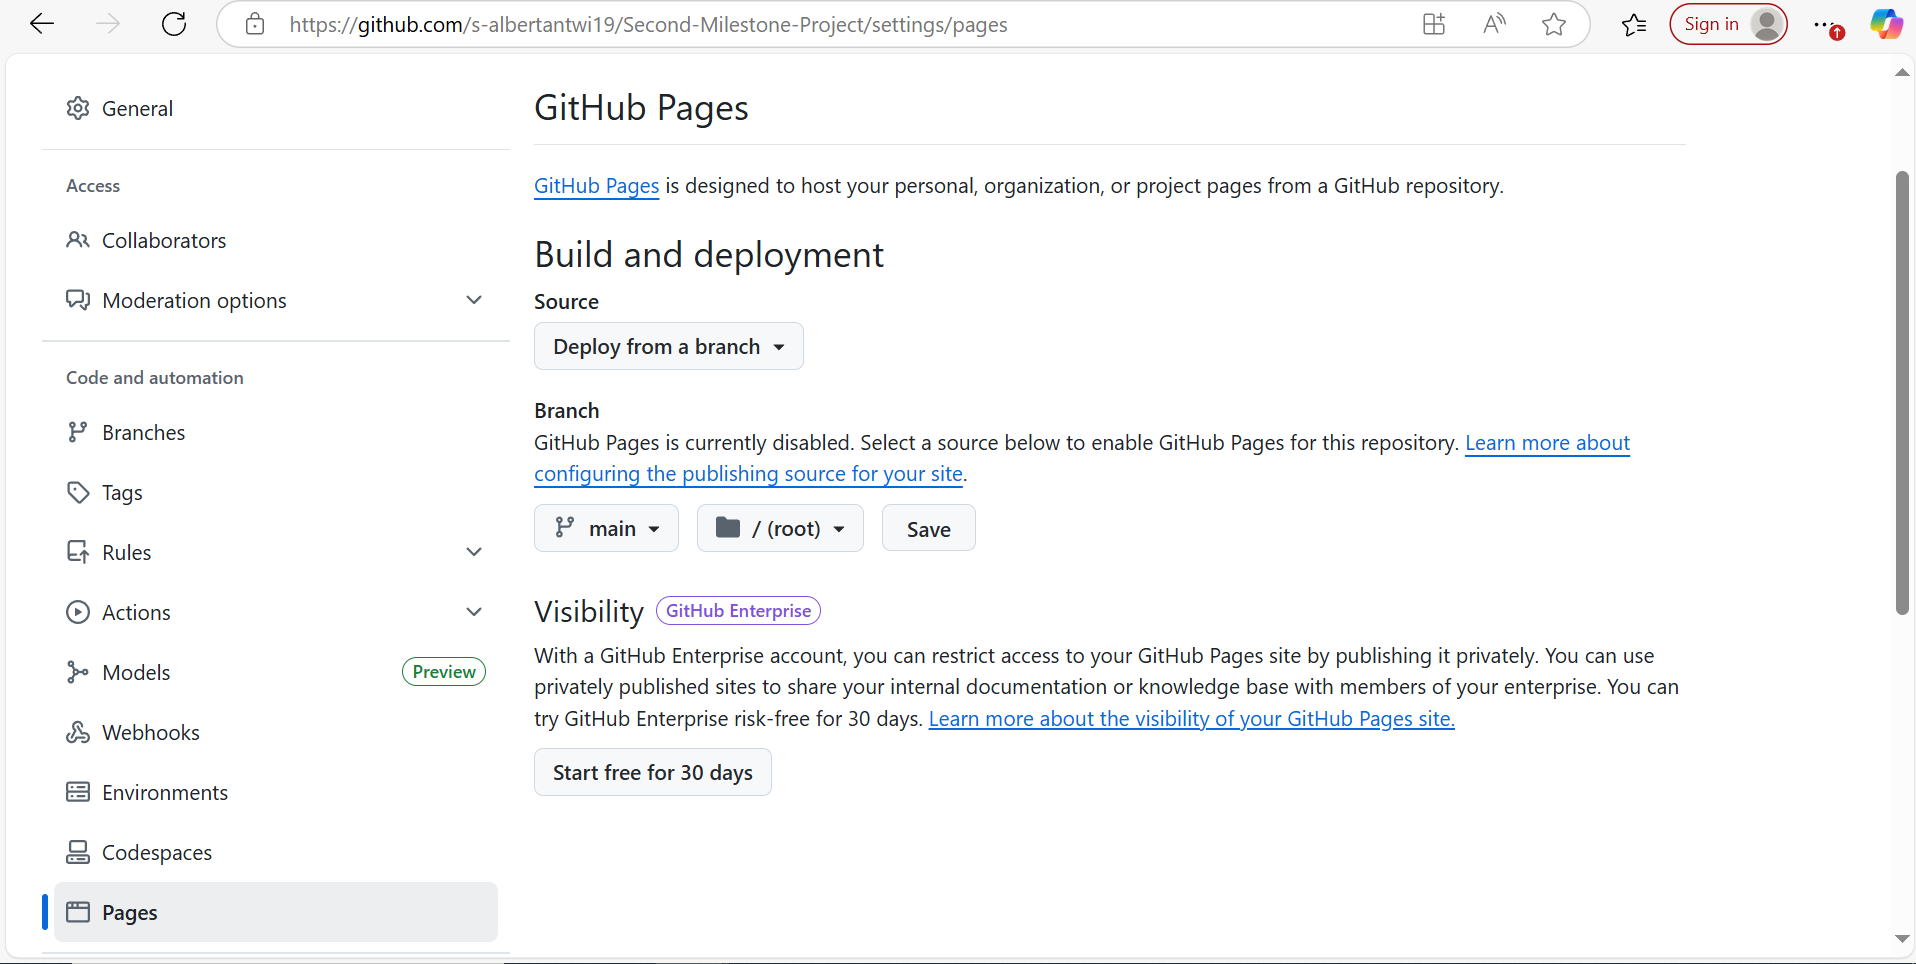 https://github.com/s-albertantwi19/Second-Milestone-Project/settings/pages
A
Sign in
General
Access
Collaborators
Moderation options
Code and automation
Branches
Tags
Rules
Actions
Models
Preview
Webhooks
Environments
Codespaces
Pages
GitHub Pages
GitHub Pages is designed to host your personal, organization, or project pages from a GitHub repository.
Build and deployment
Source
Deploy from a branch
Branch
GitHub Pages is currently disabled. Select a source below to enable GitHub Pages for this repository. Learn more about
configuring the publishing source for your site.
main
/ (root)
Save
Visibility GitHub Enterprise
With a GitHub Enterprise account, you can restrict access to your GitHub Pages site by publishing it privately. You can use
privately published sites to share your internal documentation or knowledge base with members of your enterprise. You can
try GitHub Enterprise risk-free for 30 days. Learn more about the visibility of your GitHub Pages site.
Start free for 30 days